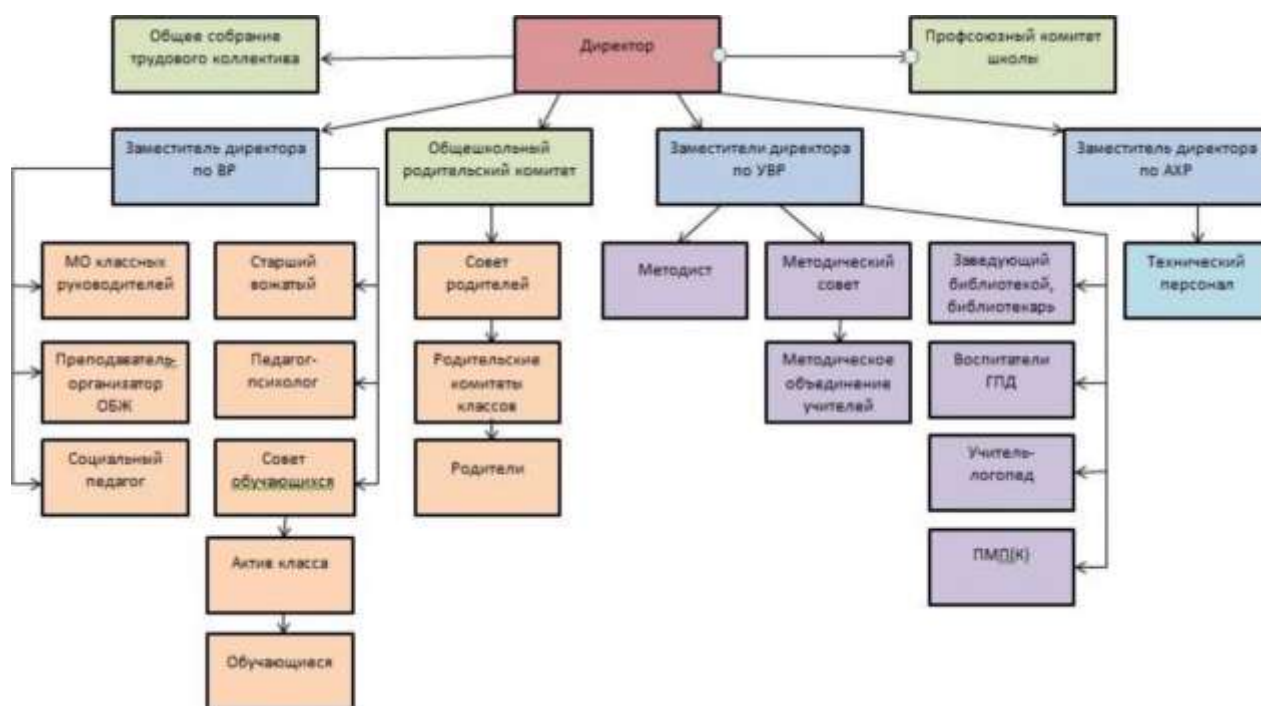 Общее собрание
трудового коллектива
Директор
Профсоюзный комитет
школы
Заместитель директора
по ВР
Общешкольный
родительский комитет
Заместители директора
по УВР
Заместитель директора
по АХР
МО классных
руководителей
Старший
вожатый
Совет
родителей
Методист
Методический
совет
Заведующий
библиотекой,
библиотекарь
Технический
персонал
Преподаватель-
организатор
ОБЖ
Педагог-
психолог
Родительские
комитеты
классов
Методическое
объединение
учителей
Воспитатели
ГПД
Социальный
педагог
Совет
обучающихся
Родители
Учитель-
логопед
Актив класса
ПМП(К)
Обучающиеся